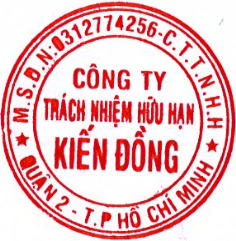 M.S.D.N:0312774256-C.T.T.N.H.H
CÔNG TY
TRÁCH NHIỆM HỮU HẠN
KIẾN ĐỒNG
★ QUẬN 2 - T.P HỒ CHÍ MINH ★